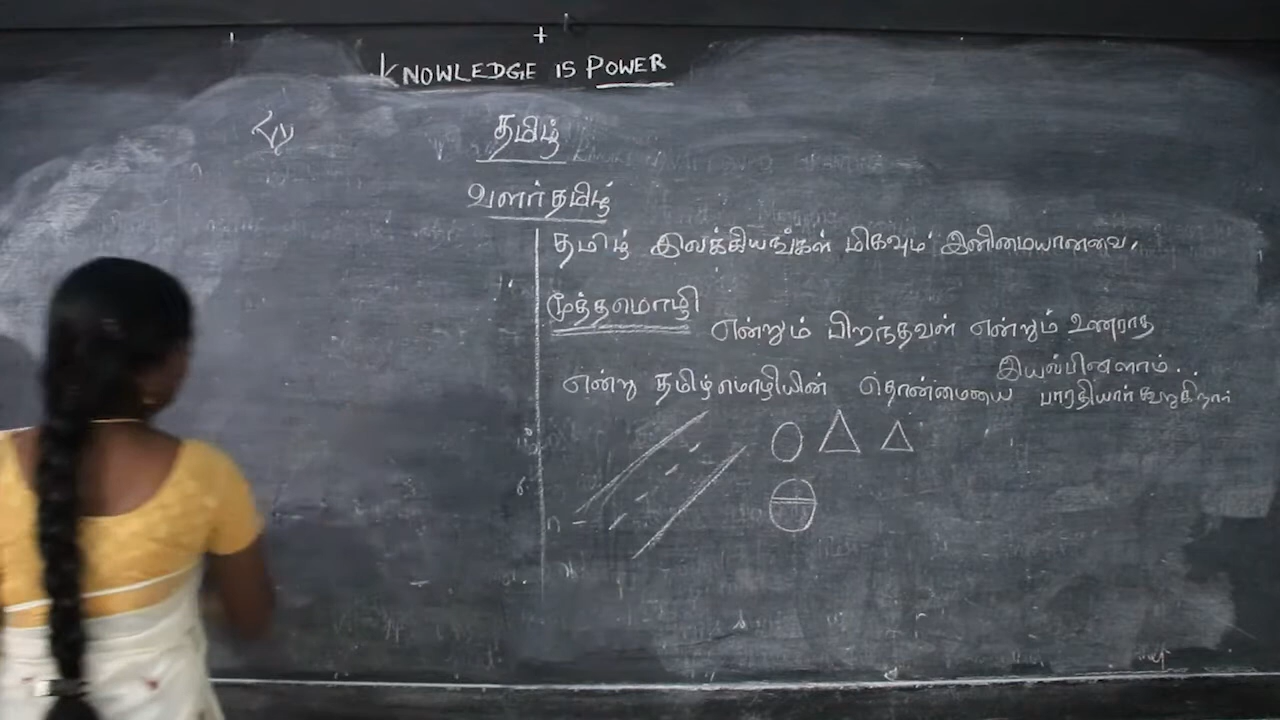 KNOWLEDGE IS POWER
தமிழ்
வளர்தமிழ்
தமிழ் இலக்கியங்கள் மிகவும் இனிமையானவை.
மூத்தமொழி
என்றும் பிறந்தவள் என்றும் உணராத
இயல்பினளாம்..
என்று தமிழ்மொழியின் தொன்மையை பாரதியார் கூறுகிறார்